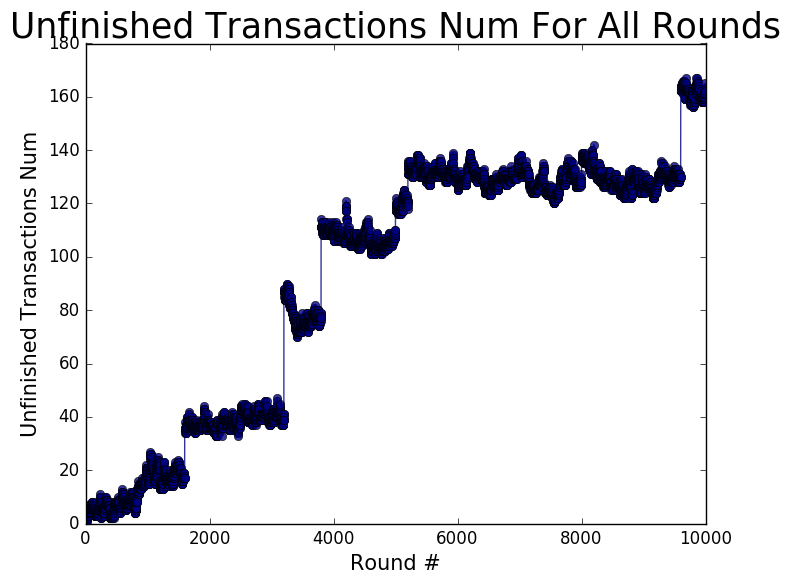 Unfinished Transactions Num For All Rounds
180
160
140
120
100
80
60
40
20
0
Unfinished Transactions Num
0 2000 4000 6000 8000 10000
Round #